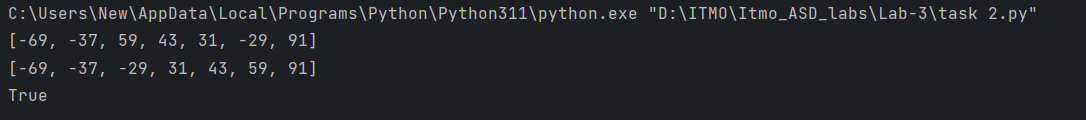 C:\Users\New\AppData\Local\Programs\Python\Python311\python.exe "D:\ITMO\Itmo_ASD_labs\Lab-3\task 2.py"
[-69, -37, 59, 43, 31, -29, 91]
[-69, -37, -29, 31, 43, 59, 91]
True